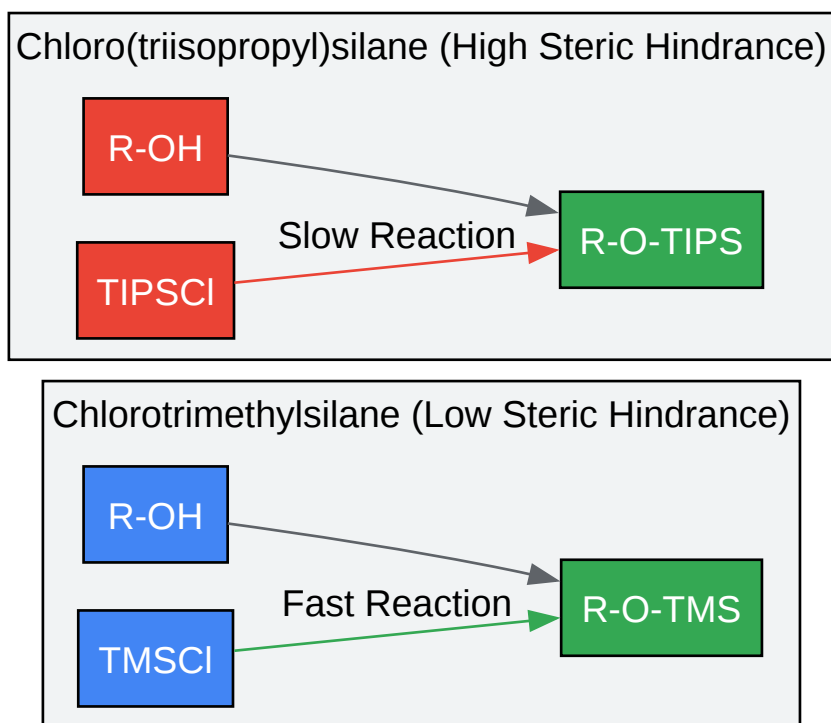 Chloro(triisopropyl)silane (High Steric Hindrance)
R-OH
Slow Reaction
R-O-TIPS
TIPSCl
Chlorotrimethylsilane (Low Steric Hindrance)
R-OH
Fast Reaction
R-O-TMS
TMSCl